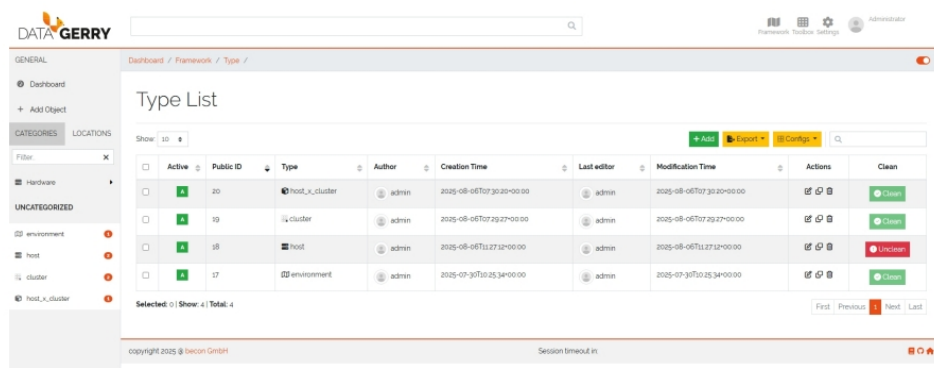 DATA GERRY
Framework Toolbox Settings
Administrator
GENERAL
Dashboard
+ Add Object
CATEGORIES LOCATIONS
Filter... ×
Hardware
UNCATEGORIZED
environment
host
cluster
host_x_cluster
Dashboard / Framework / Type /
Type List
Show: 10
+ Add Export Configs
Active Public ID Type Author Creation Time Last editor Modification Time Actions Clean
A 20 host_x_cluster admin 2025-08-06T07:30:20+00:00 admin 2025-08-06T07:30:20+00:00 Clean
A 19 cluster admin 2025-08-06T07:29:27+00:00 admin 2025-08-06T07:29:27+00:00 Clean
A 18 host admin 2025-08-06T11:27:12+00:00 admin 2025-08-06T11:27:12+00:00 Unclean
A 17 environment admin 2025-07-30T10:25:34+00:00 admin 2025-07-30T10:25:34+00:00 Clean
Selected: 0 | Show: 4 | Total: 4
First Previous 1 Next Last
copyright 2025 @ becon GmbH
Session timeout in: